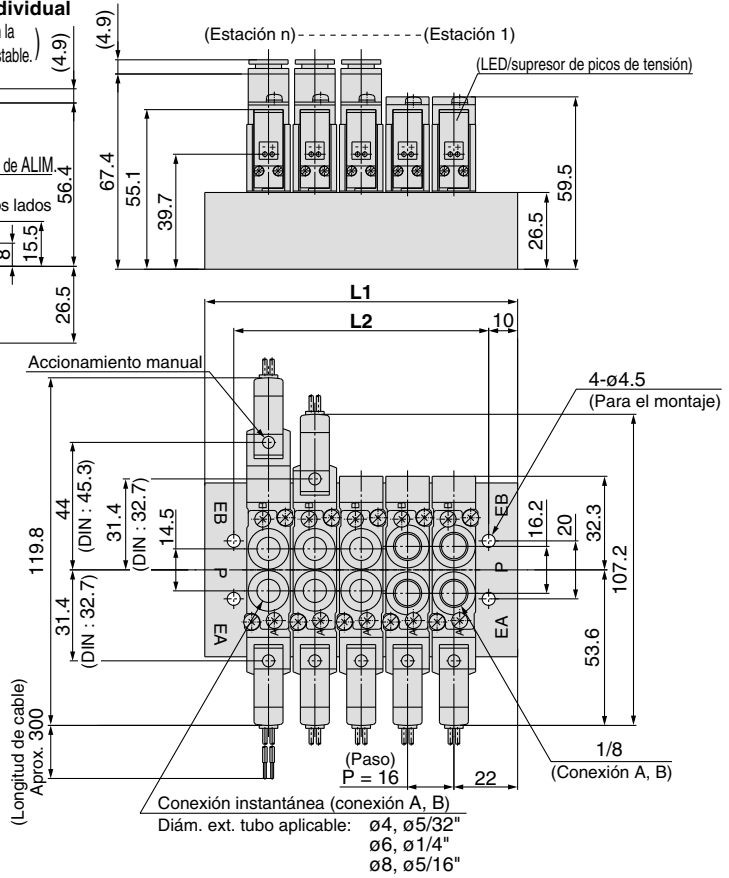 dividual
n la
stable.)
(4.9)
(4.9)
(Estación n)
(Estación 1)
(LED/supresor de picos de tensión)
de ALIM.
os lados
56.4
8
15.5
26.5
67.4
55.1
39.7
26.5
59.5
L1
L2
10
Accionamiento manual
4-ø4.5
(Para el montaje)
119.8
44
(DIN : 45.3)
31.4
(DIN : 32.7)
14.5
31.4
(DIN : 32.7)
EB
P
EA
EB
P
EA
16.2
20
32.3
107.2
53.6
(Longitud de cable)
Aprox. 300
(Paso)
P = 16
22
1/8
(Conexión A, B)
Conexión instantánea (conexión A, B)
Diám. ext. tubo aplicable: ø4, ø5/32"
ø6, ø1/4"
ø8, ø5/16"